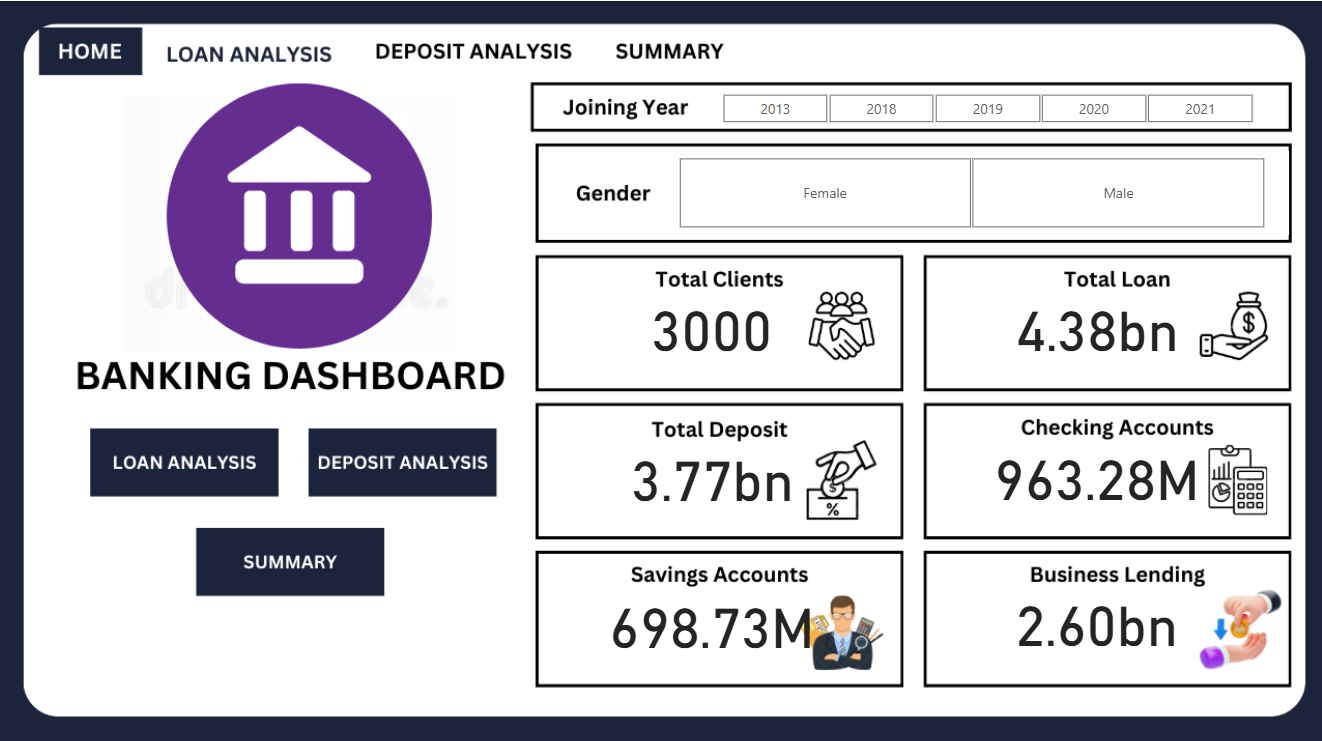 HOME LOAN ANALYSIS DEPOSIT ANALYSIS SUMMARY
BANKING DASHBOARD
LOAN ANALYSIS DEPOSIT ANALYSIS
SUMMARY
Joining Year 2013 2018 2019 2020 2021
Gender Female Male
Total Clients
3000
Total Loan
4.38bn
$
Total Deposit
3.77bn
$
%
Checking Accounts
963.28M
Savings Accounts
698.73M
Business Lending
2.60bn